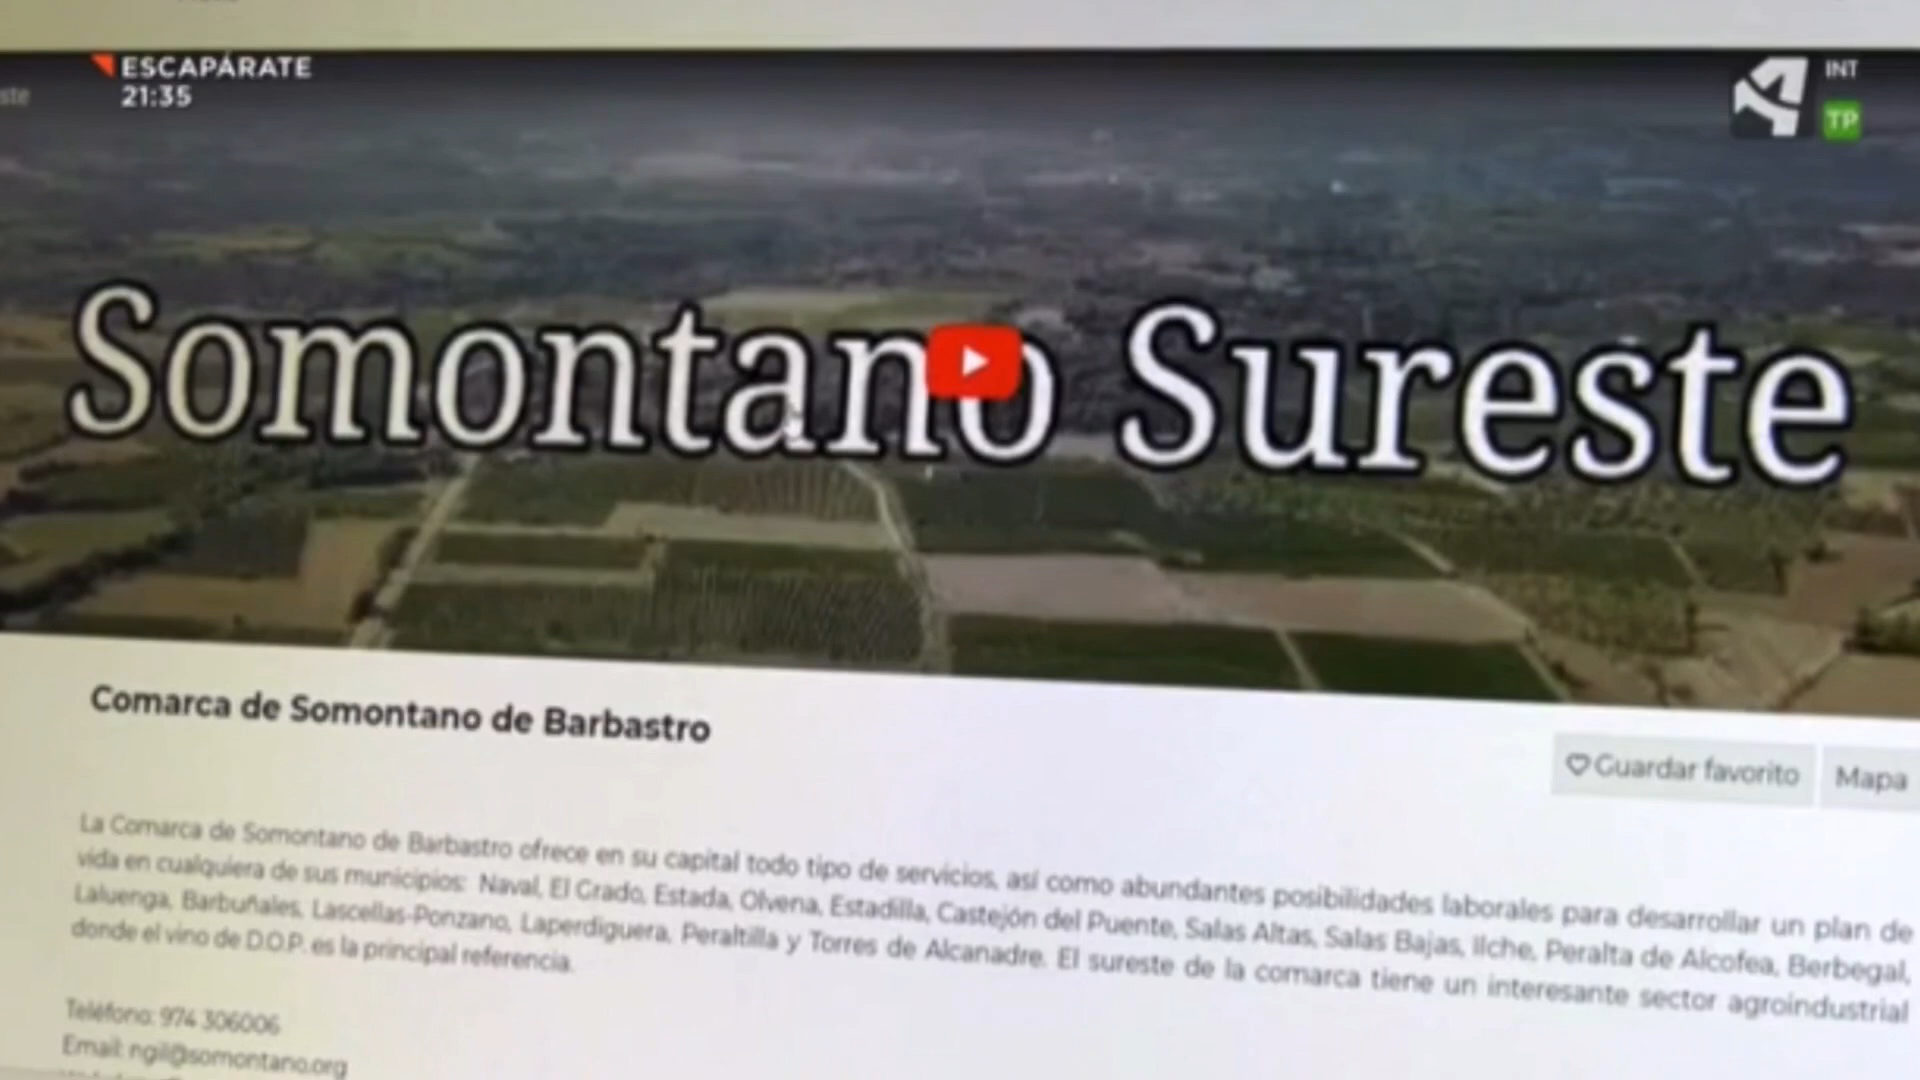 ESCAPÁRATE
21:35
INT
TP
Somontano Sureste
Comarca de Somontano de Barbastro
Guardar favorito
Mapa
La Comarca de Somontano de Barbastro ofrece en su capital todo tipo de servicios, así como abundantes posibilidades laborales para desarrollar un plan de
vida en cualquiera de sus municipios: Naval, El Grado, Estada, Olvena, Estadilla, Castejón del Puente, Salas Altas, Salas Bajas, Ilche, Peralta de Alcofea, Berbegal,
Laluenga, Barbuñales, Lascellas-Ponzano, Laperdiguera, Peraltilla y Torres de Alcanadre. El sureste de la comarca tiene un interesante sector agroindustrial
donde el vino de D.O.P. es la principal referencia.
Teléfono: 974 306006
Email: ngil@somontano.org